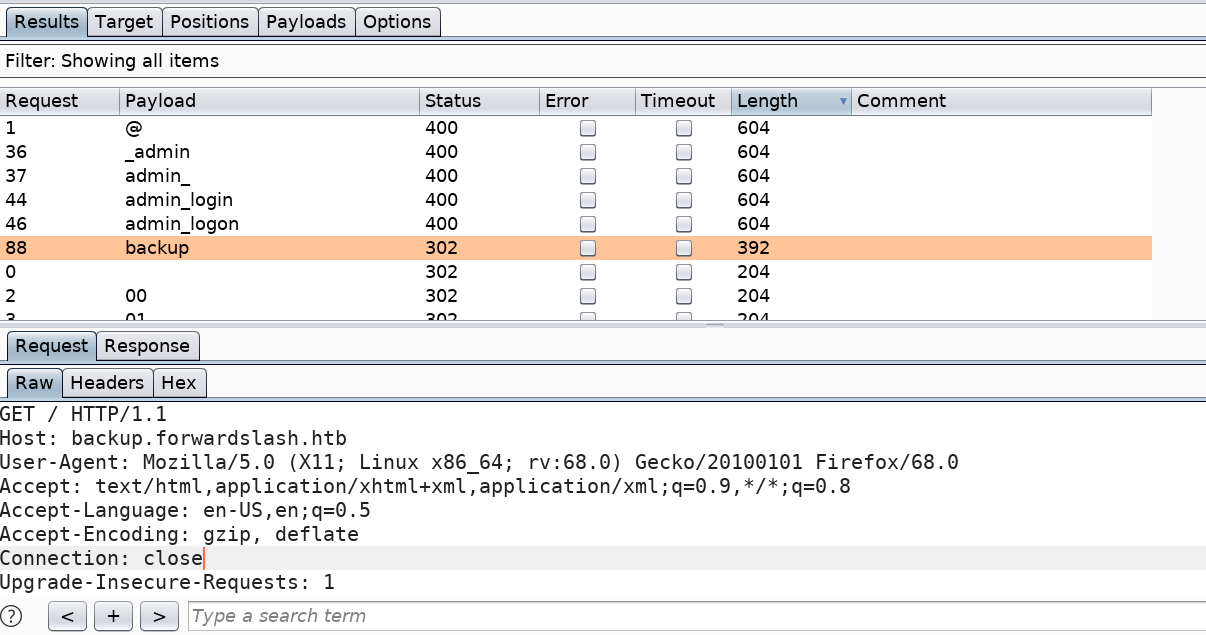 Results Target Positions Payloads Options
Filter: Showing all items
Request Payload Status Error Timeout Length Comment
1 @ 400 604
36 _admin 400 604
37 admin_ 400 604
44 admin_login 400 604
46 admin_logon 400 604
88 backup 302 392
0 302 204
2 00 302 204
3 01 302 204
Request Response
Raw Headers Hex
GET / HTTP/1.1
Host: backup.forwardslash.htb
User-Agent: Mozilla/5.0 (X11; Linux x86_64; rv:68.0) Gecko/20100101 Firefox/68.0
Accept: text/html,application/xhtml+xml,application/xml;q=0.9,*/*;q=0.8
Accept-Language: en-US,en;q=0.5
Accept-Encoding: gzip, deflate
Connection: close
Upgrade-Insecure-Requests: 1
? < + > Type a search term